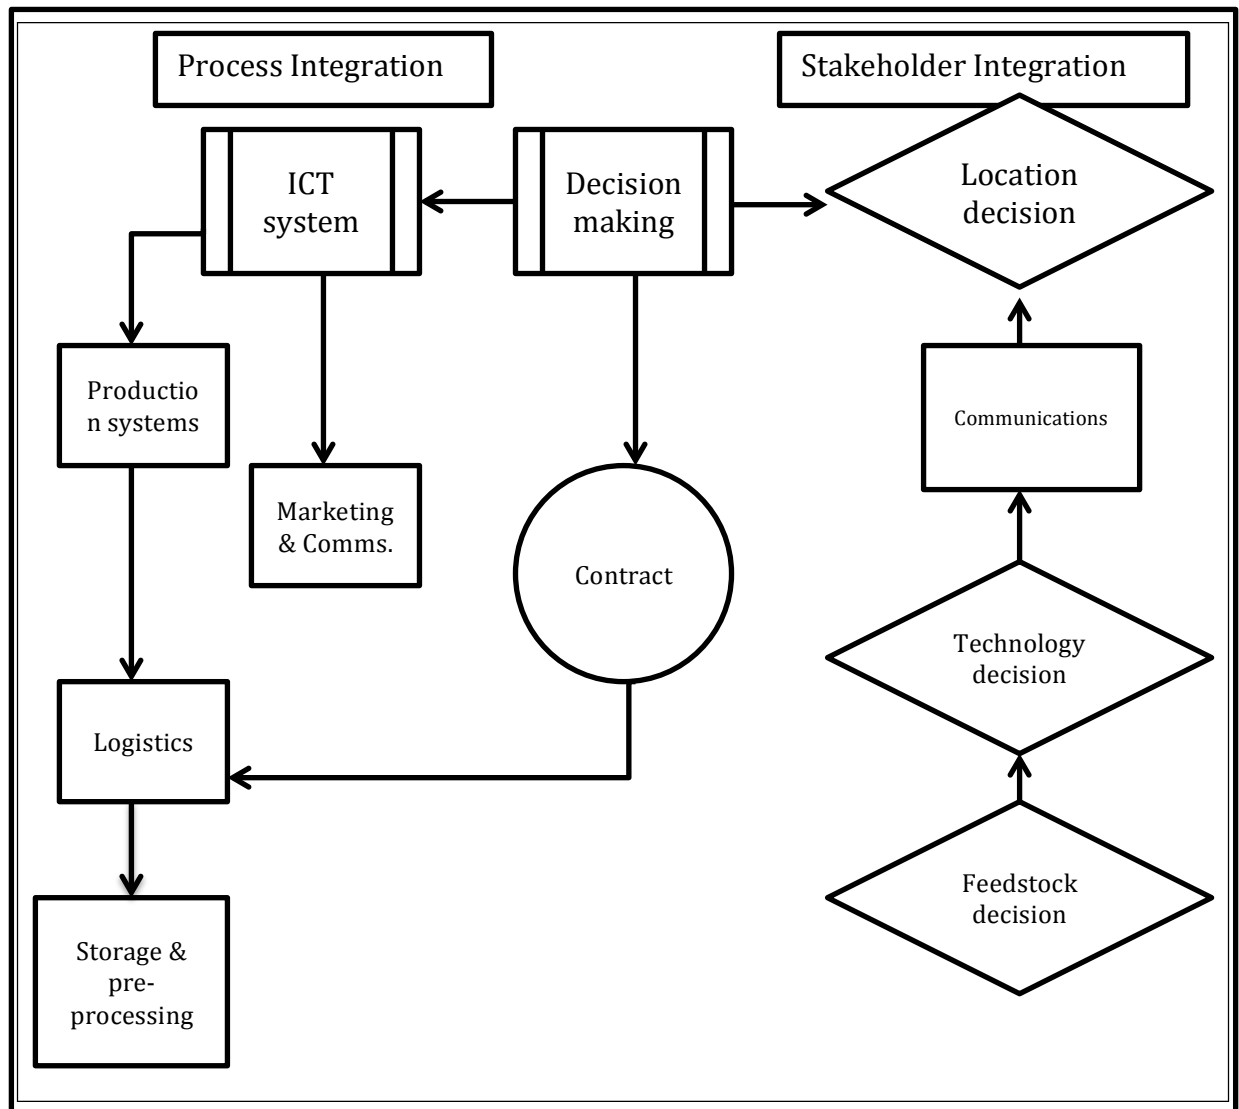 Process Integration
Stakeholder Integration
ICT
system
Decision
making
Location
decision
Productio
n systems
Communications
Marketing
& Comms.
Contract
Technology
decision
Logistics
Feedstock
decision
Storage &
pre-
processing